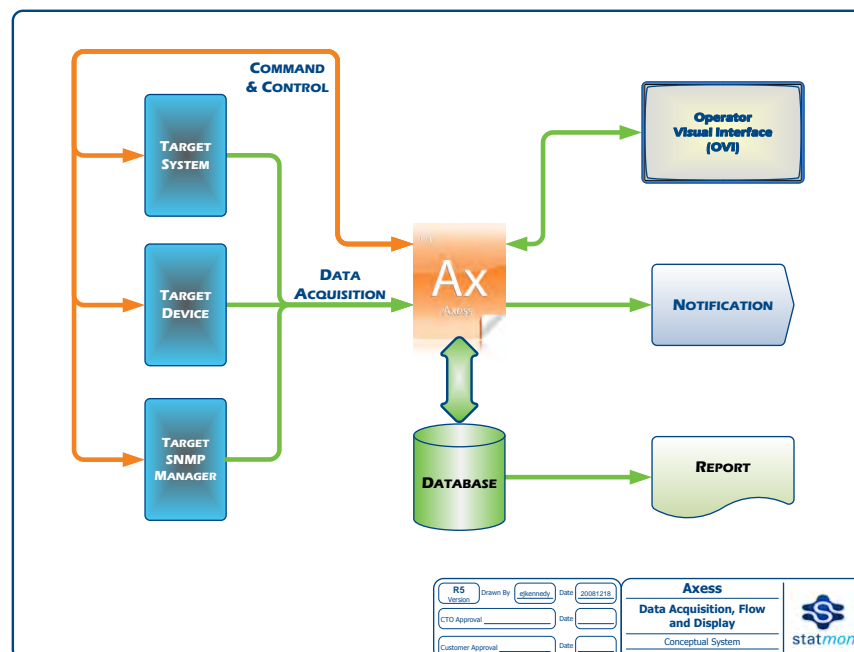 COMMAND
& CONTROL
TARGET
SYSTEM
Operator
Visual Interface
(OVI)
DATA
ACQUISITION
Ax
Axess
TARGET
DEVICE
NOTIFICATION
TARGET
SNMP
MANAGER
DATABASE
REPORT
R5
Version
Drawn By ejkennedy Date 20081218
CTO Approval Date
Customer Approval Date
Axess
Data Acquisition, Flow
and Display
Conceptual System
statmon